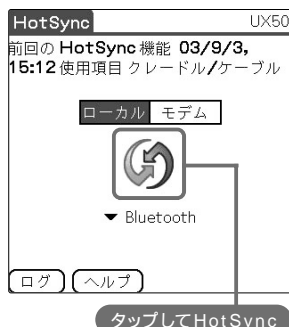 HotSync UX50
前回の HotSync 機能 03/9/3,
15:12 使用項目 クレードル/ケーブル
ローカル モデム
▼ Bluetooth
ログ ヘルプ
タップしてHotSync